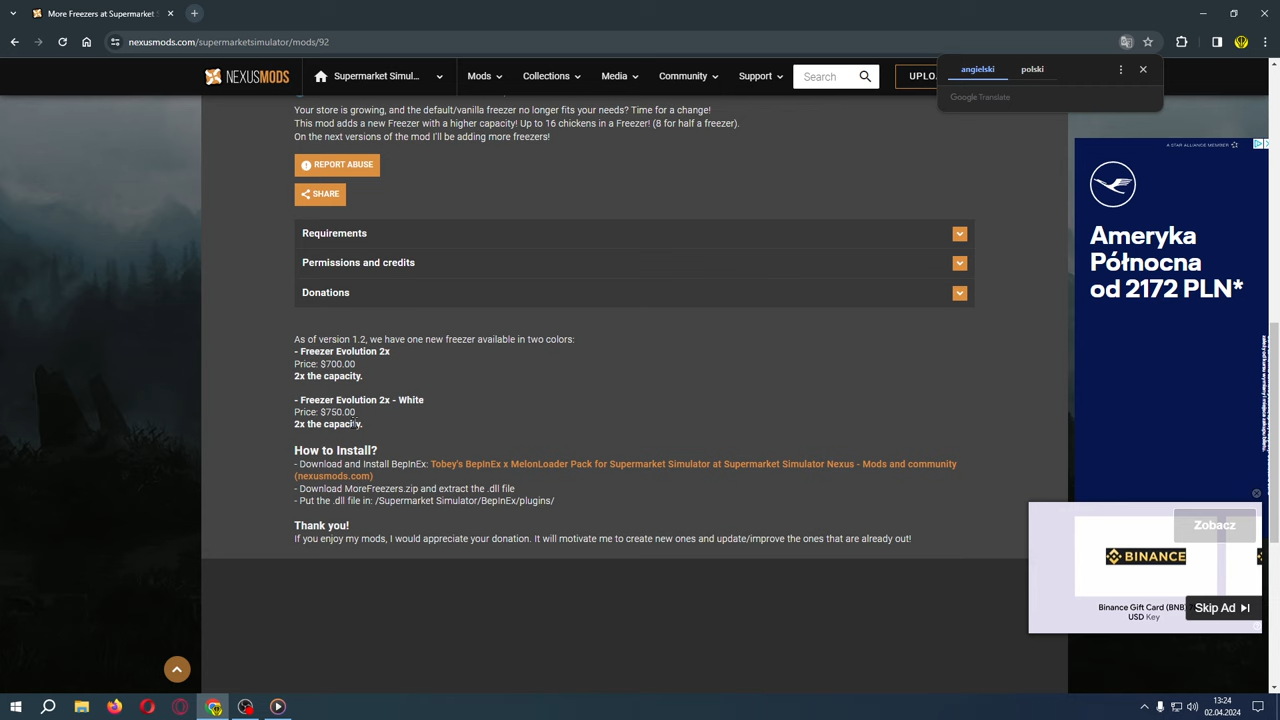 More Freezers at Supermarket S
nexusmods.com/supermarketsimulator/mods/92
angielski
polski
Google Translate
NEXUSMODS
Supermarket Simul...
Mods
Collections
Media
Community
Support
Search
UPLO
Your store is growing, and the default/vanilla freezer no longer fits your needs? Time for a change!
This mod adds a new Freezer with a higher capacity! Up to 16 chickens in a Freezer! (8 for half a freezer).
On the next versions of the mod I'll be adding more freezers!
REPORT ABUSE
SHARE
Requirements
Permissions and credits
Donations
As of version 1.2, we have one new freezer available in two colors:
- Freezer Evolution 2x
Price: $700.00
2x the capacity.
- Freezer Evolution 2x - White
Price: $750.00
2x the capacity.
How to Install?
- Download and Install BepInEx: Tobey's BepInEx x MelonLoader Pack for Supermarket Simulator at Supermarket Simulator Nexus - Mods and community
(nexusmods.com)
- Download MoreFreezers.zip and extract the .dll file
- Put the .dll file in: /Supermarket Simulator/BepInEx/plugins/
Thank you!
If you enjoy my mods, I would appreciate your donation. It will motivate me to create new ones and update/improve the ones that are already out!
A STAR ALLIANCE MEMBER
Ameryka
Północna
od 2172 PLN*
Zobacz
BINANCE
Binance Gift Card (BNB)
USD Key
Skip Ad
13:24
02.04.2024